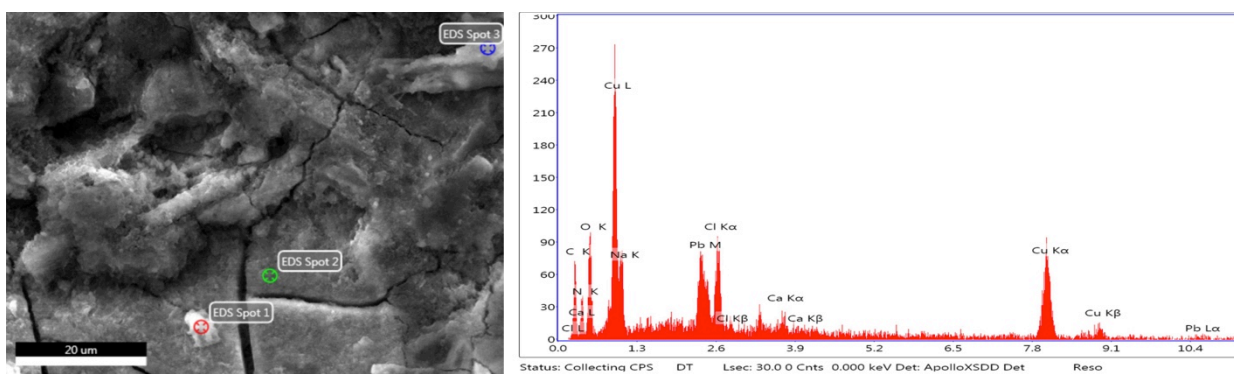 EDS Spot 3
EDS Spot 2
EDS Spot 1
20 um
300
270
240
210
180
150
120
90
60
30
0
Cu L
O K
C K
Na K
N K
Ca L
Cl L
Cl Kα
Pb M
Cl Kβ
Ca Kα
Ca Kβ
Cu Kα
Cu Kβ
Pb Lα
0.0 1.3 2.6 3.9 5.2 6.5 7.8 9.1 10.4
Status: Collecting CPS DT Lsec: 30.0 0 Cnts 0.000 keV Det: ApolloXSDD Det Reso